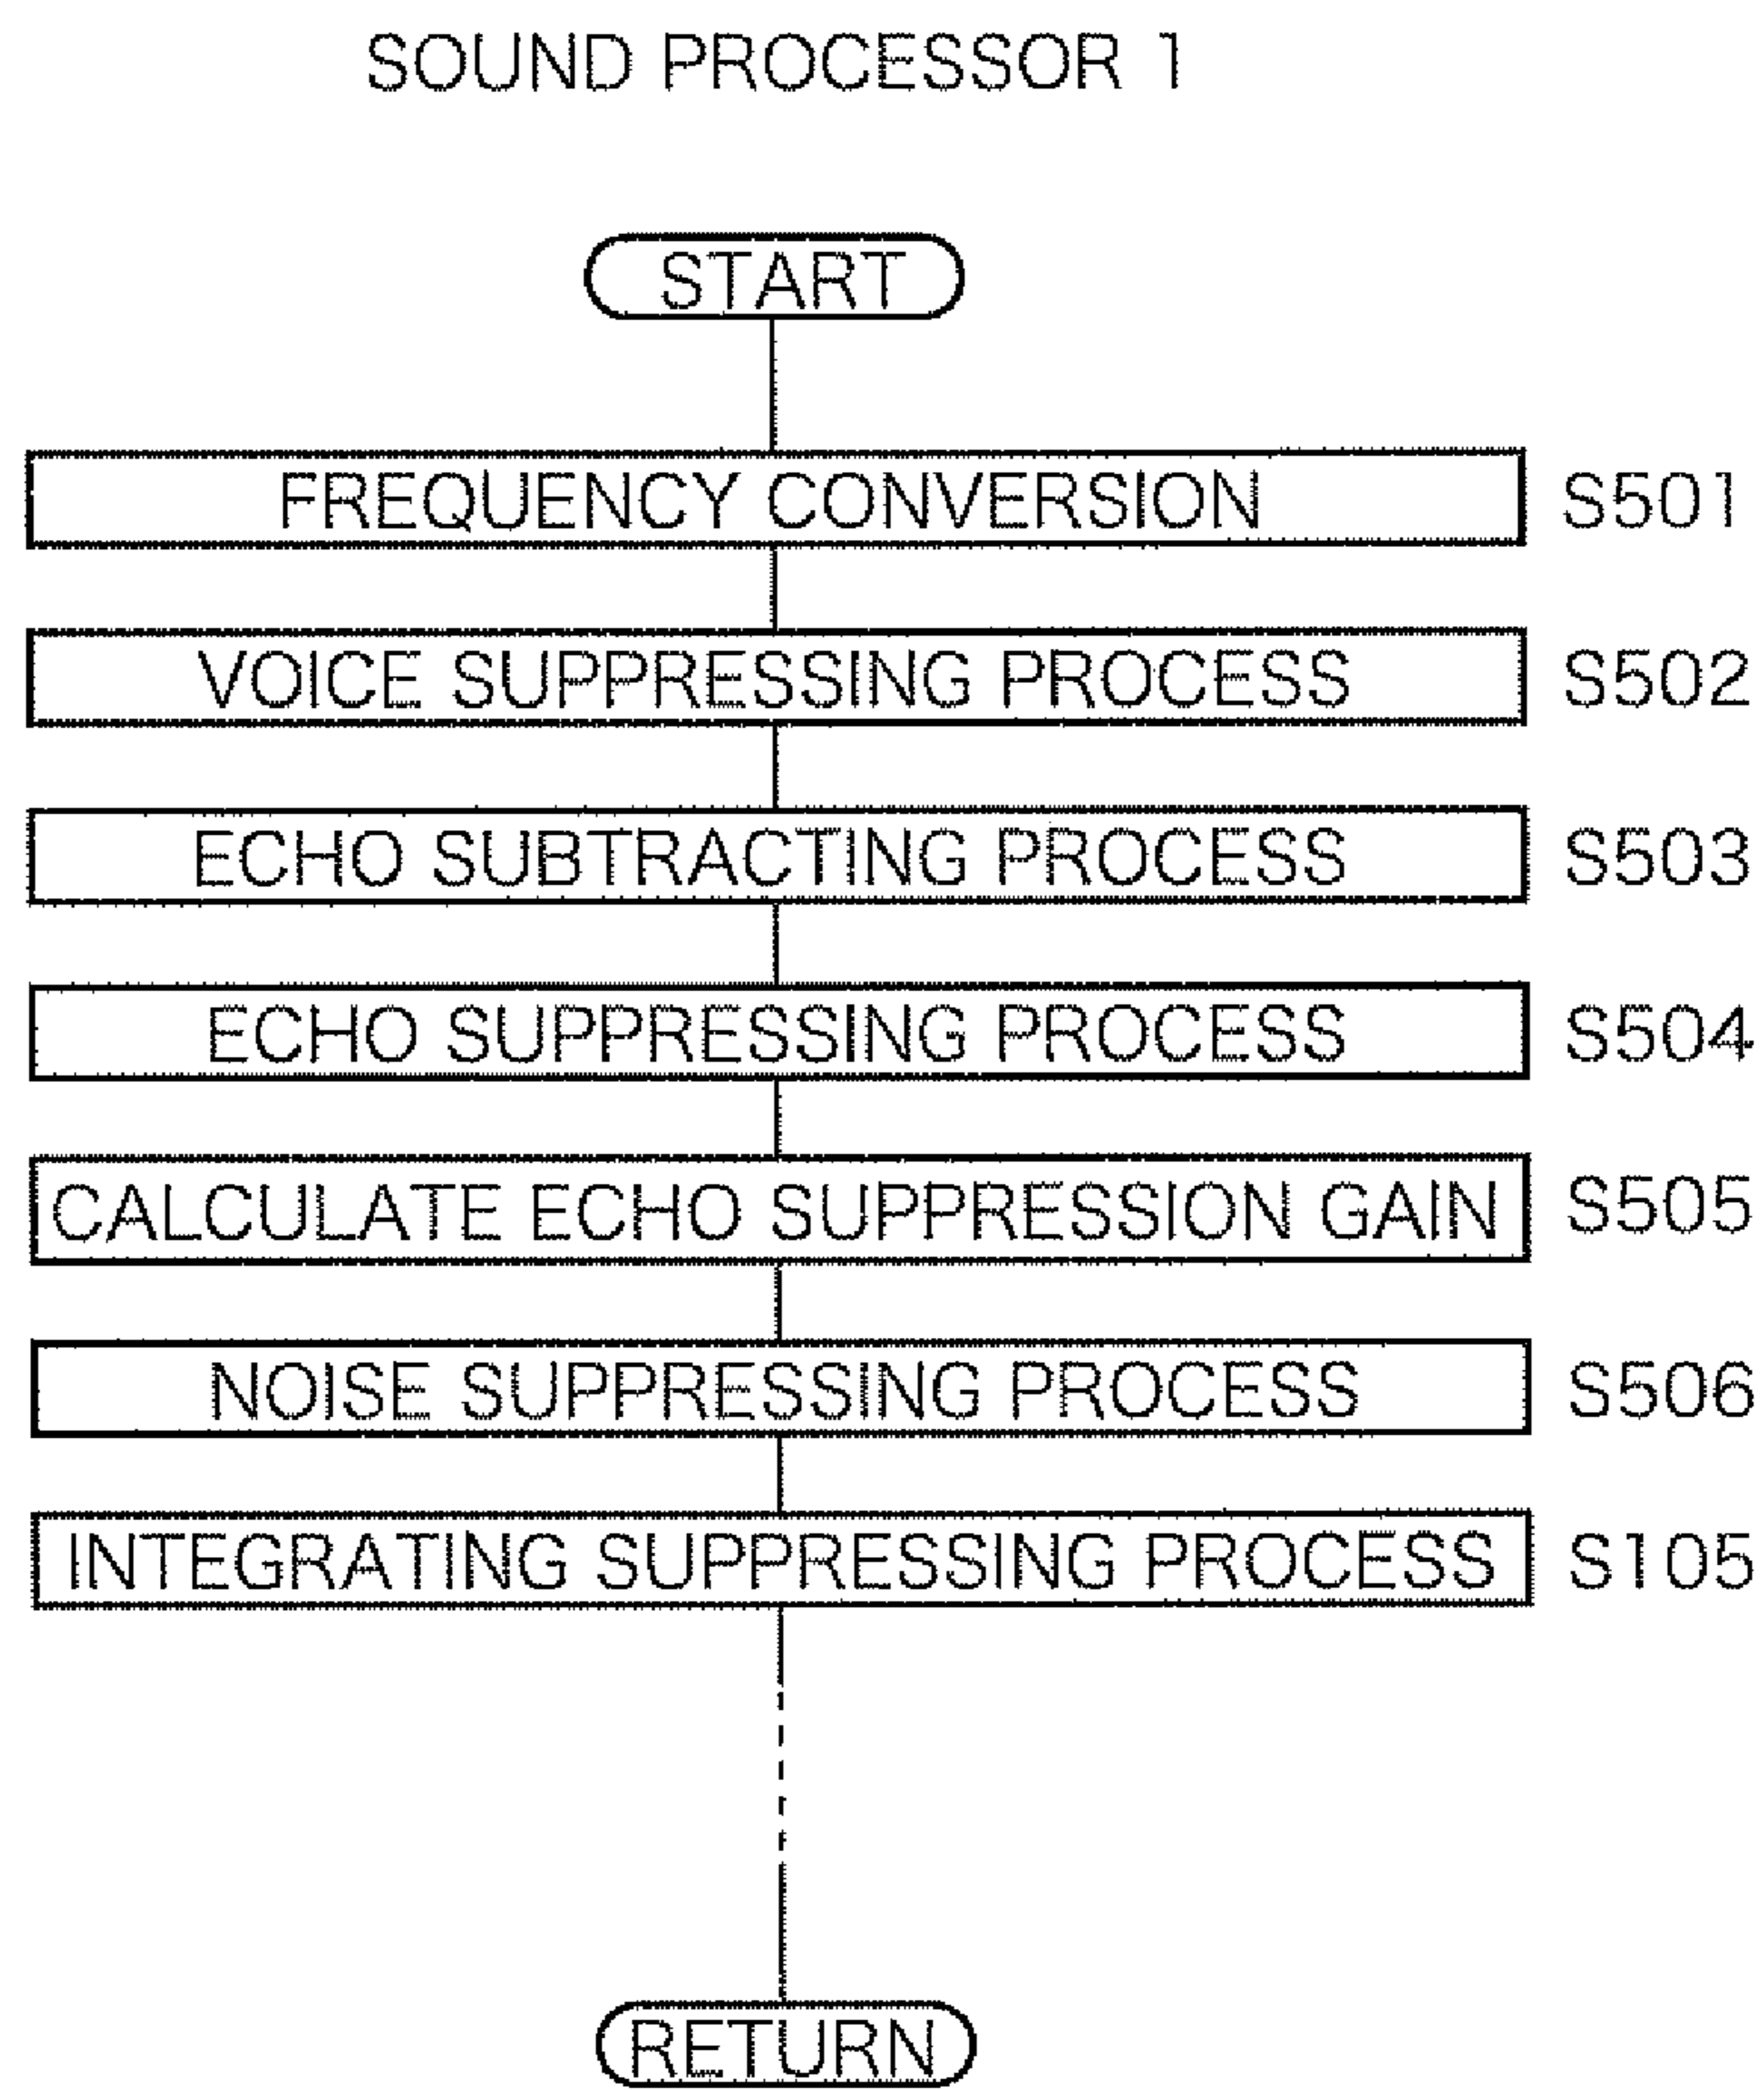 SOUND PROCESSOR 1
START
FREQUENCY CONVERSION S501
VOICE SUPPRESSING PROCESS S502
ECHO SUBTRACTING PROCESS S503
ECHO SUPPRESSING PROCESS S504
CALCULATE ECHO SUPPRESSION GAIN S505
NOISE SUPPRESSING PROCESS S506
INTEGRATING SUPPRESSING PROCESS S105
RETURN